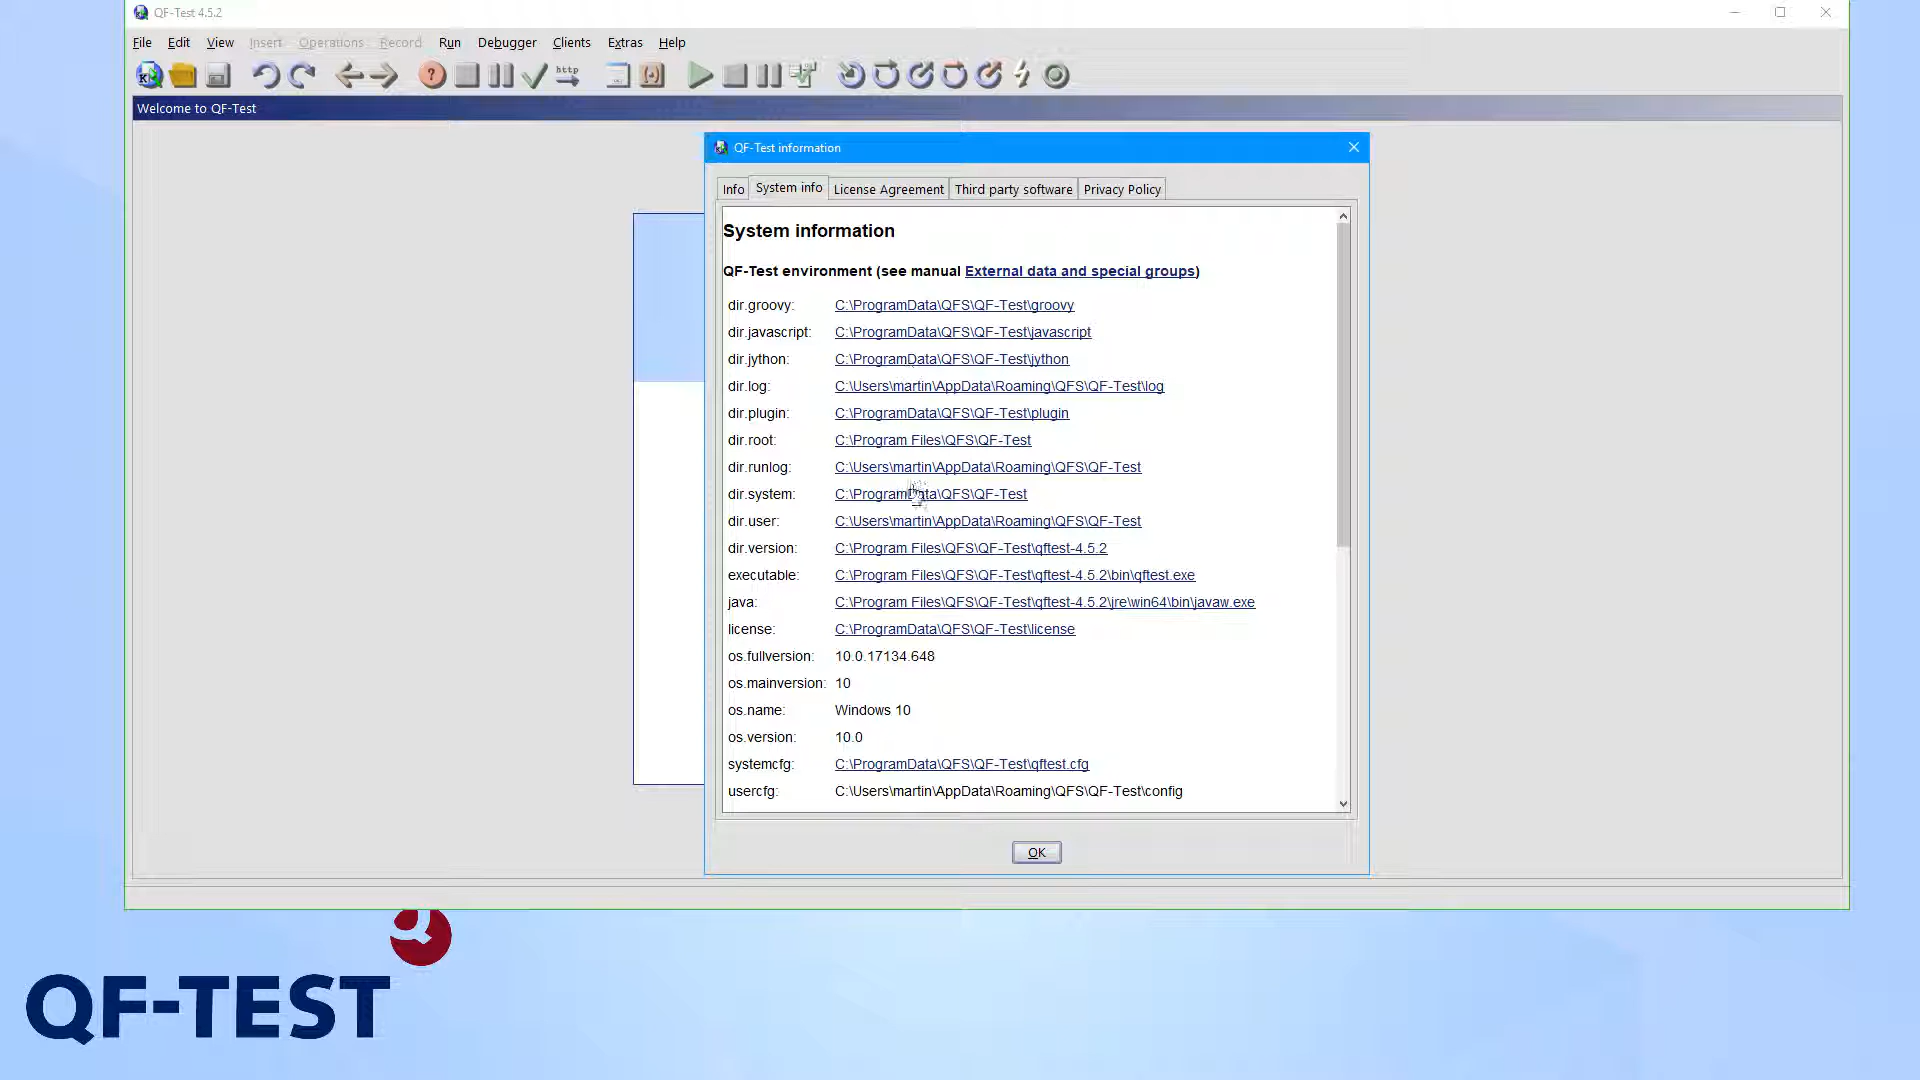 QF-Test 4.5.2
File Edit View Insert Operations Record Run Debugger Clients Extras Help
http
Welcome to QF-Test
QF-Test information
Info System info License Agreement Third party software Privacy Policy
System information
QF-Test environment (see manual External data and special groups)
dir.groovy: C:\ProgramData\QFS\QF-Test\groovy
dir.javascript: C:\ProgramData\QFS\QF-Test\javascript
dir.jython: C:\ProgramData\QFS\QF-Test\jython
dir.log: C:\Users\martin\AppData\Roaming\QFS\QF-Test\log
dir.plugin: C:\ProgramData\QFS\QF-Test\plugin
dir.root: C:\Program Files\QFS\QF-Test
dir.runlog: C:\Users\martin\AppData\Roaming\QFS\QF-Test
dir.system: C:\ProgramData\QFS\QF-Test
dir.user: C:\Users\martin\AppData\Roaming\QFS\QF-Test
dir.version: C:\Program Files\QFS\QF-Test\qftest-4.5.2
executable: C:\Program Files\QFS\QF-Test\qftest-4.5.2\bin\qftest.exe
java: C:\Program Files\QFS\QF-Test\qftest-4.5.2\jre\win64\bin\javaw.exe
license: C:\ProgramData\QFS\QF-Test\license
os.fullversion: 10.0.17134.648
os.mainversion: 10
os.name: Windows 10
os.version: 10.0
systemcfg: C:\ProgramData\QFS\QF-Test\qftest.cfg
usercfg: C:\Users\martin\AppData\Roaming\QFS\QF-Test\config
OK
QF-TEST